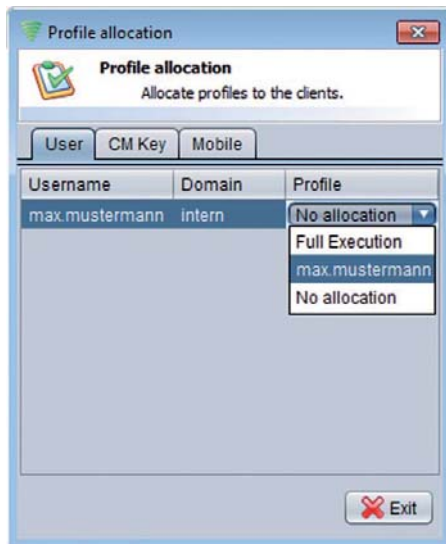 Profile allocation
Profile allocation
Allocate profiles to the clients.
User CM Key Mobile
Username Domain Profile
max.mustermann intern No allocation
Full Execution
max.mustermann
No allocation
Exit